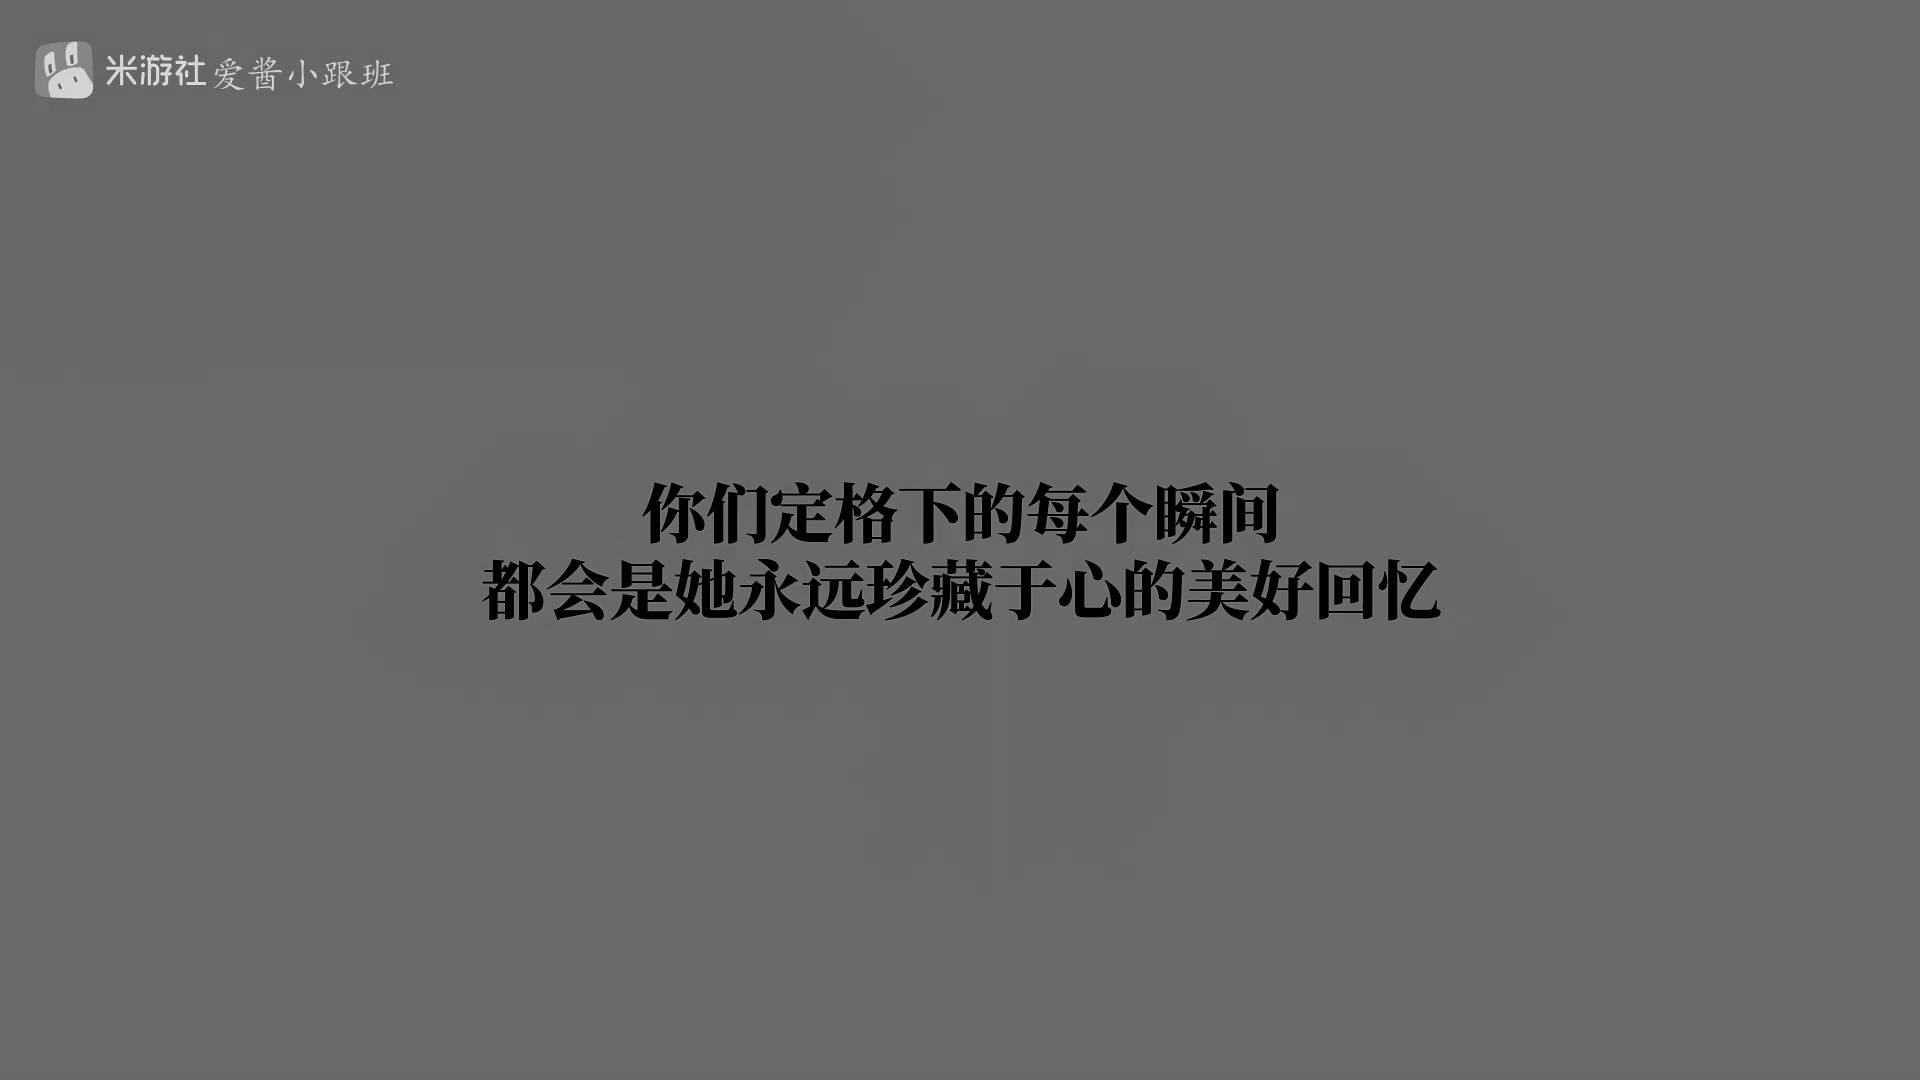 米游社爱酱小跟班
你们定格下的每个瞬间
都会是她永远珍藏于心的美好回忆